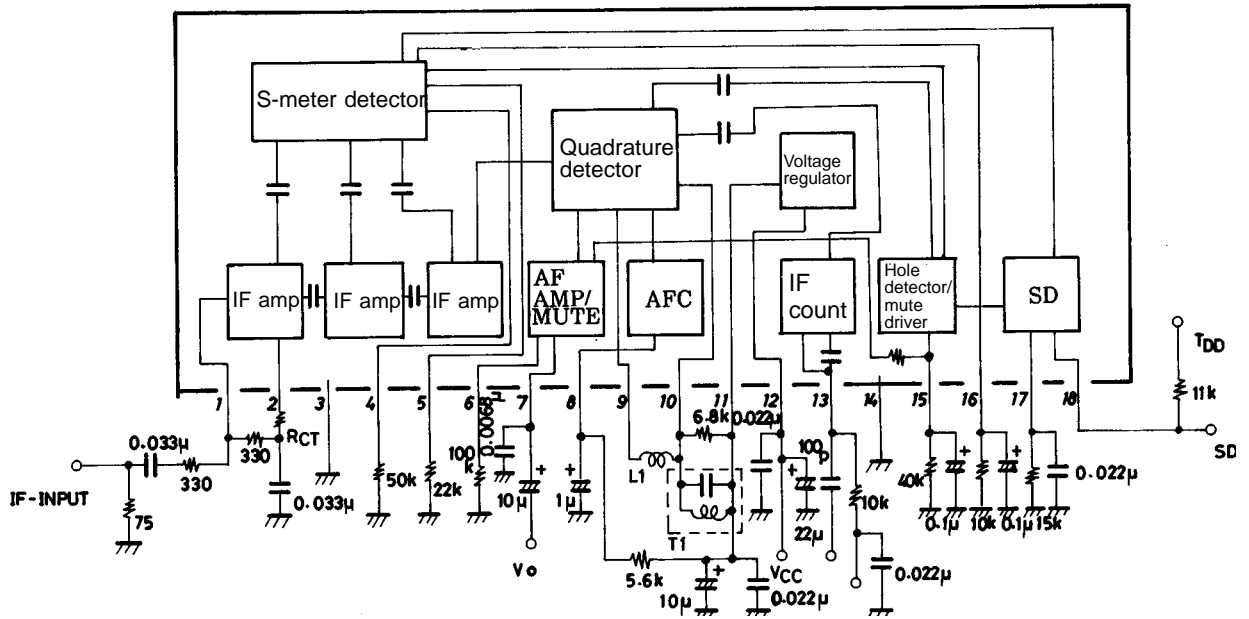 S-meter detector
Quadrature
detector
Voltage
regulator
IF amp
IF amp
IF amp
AF
AMP/
MUTE
AFC
IF
count
Hole
detector/
mute
driver
SD
1
2
3
4
5
6
7
8
9
10
11
12
13
14
15
16
17
18
TDD
11k
SD
0.033μ
330
330
RCT
0.033μ
IF-INPUT
75
50k
22k
100
k
0.0068
μ
10μ
Vo
1μ
L1
6.8k
T1
5.6k
10μ
0.022μ
0.022μ
VCC
22μ
100
p
10k
0.022μ
40k
0.1μ
10k
0.1μ
15k
0.022μ